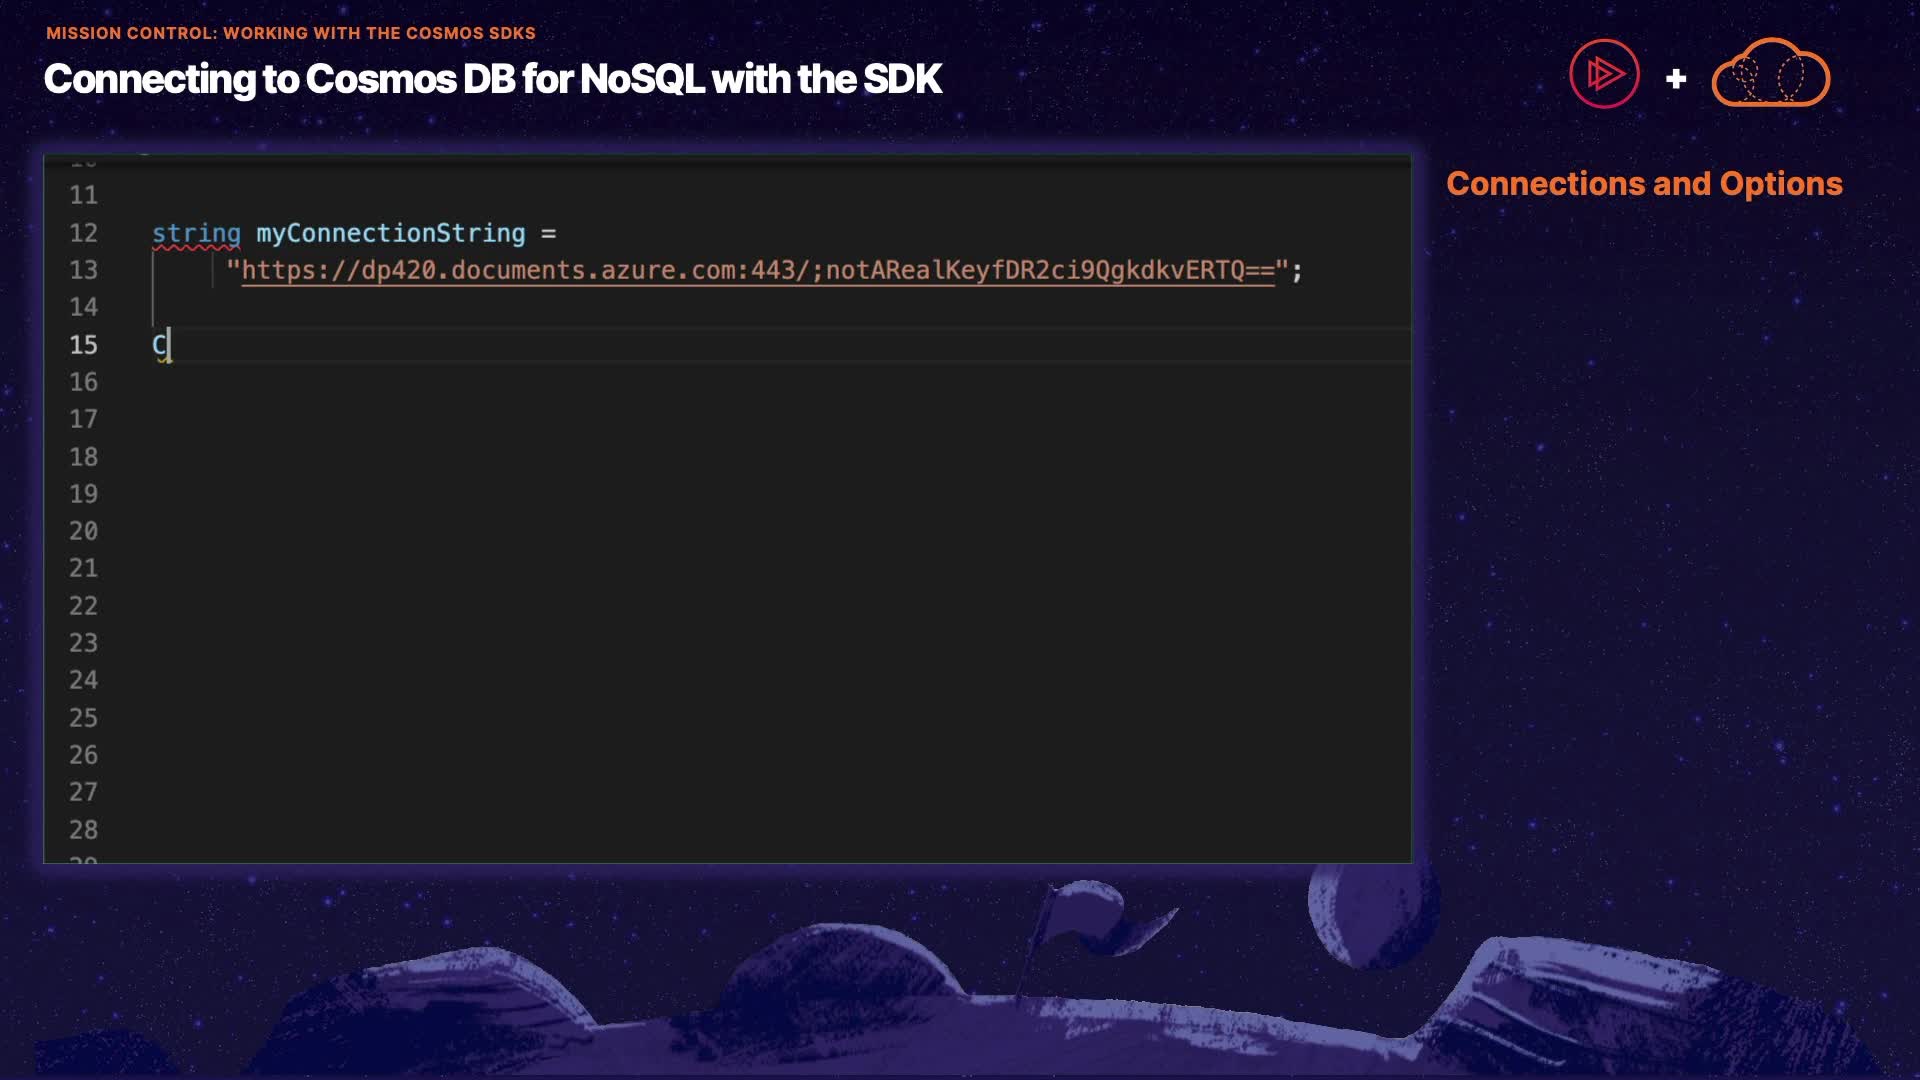 MISSION CONTROL: WORKING WITH THE COSMOS SDKS
Connecting to Cosmos DB for NoSQL with the SDK
+
Connections and Options
11
12 string myConnectionString =
13 "https://dp420.documents.azure.com:443/;notARealKeyfDR2ci9QgkdkvERTQ==";
14
15 C
16
17
18
19
20
21
22
23
24
25
26
27
28